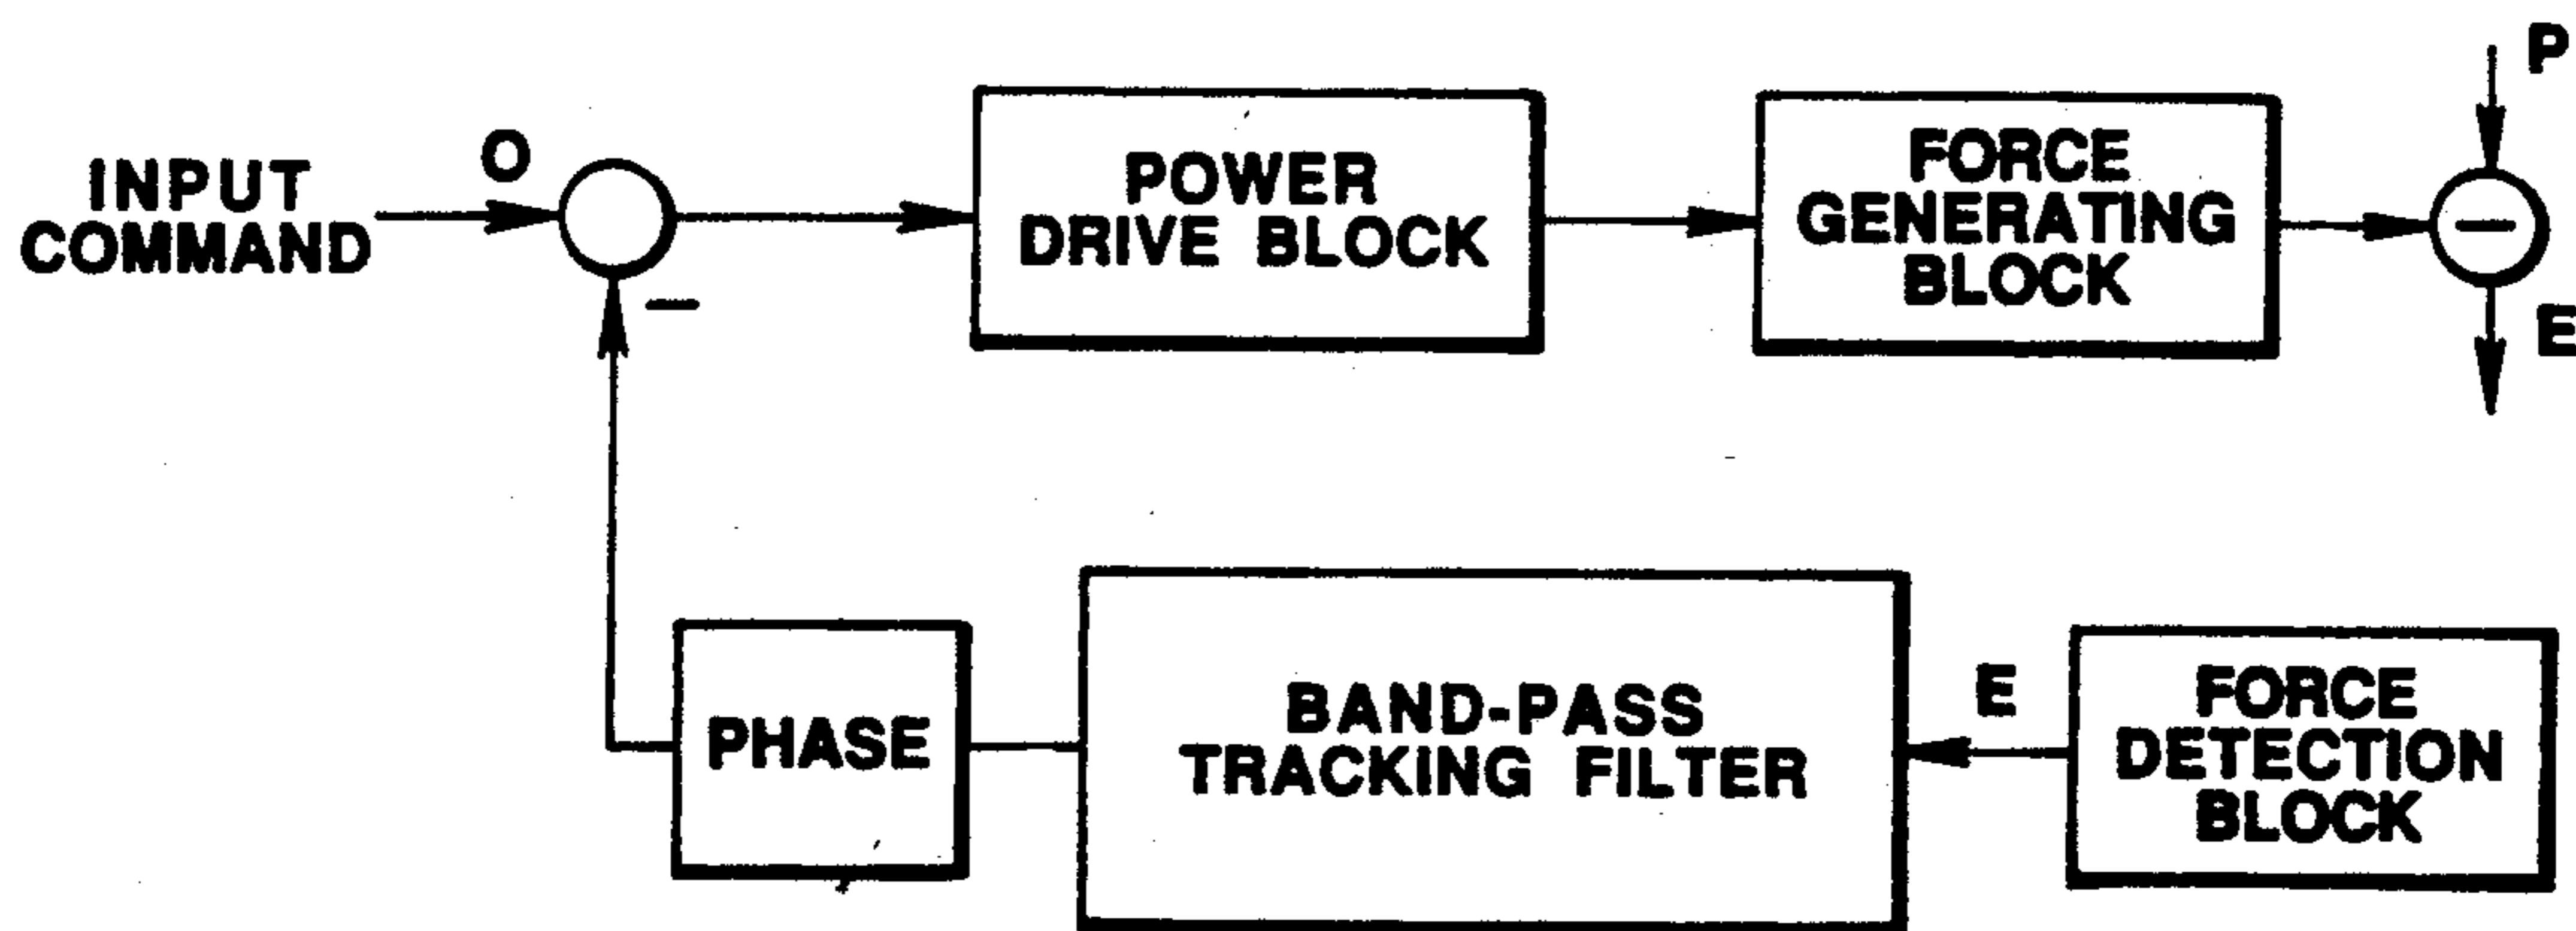 INPUT
COMMAND
O
−
POWER
DRIVE BLOCK
FORCE
GENERATING
BLOCK
P
−
E
PHASE
BAND-PASS
TRACKING FILTER
E
FORCE
DETECTION
BLOCK